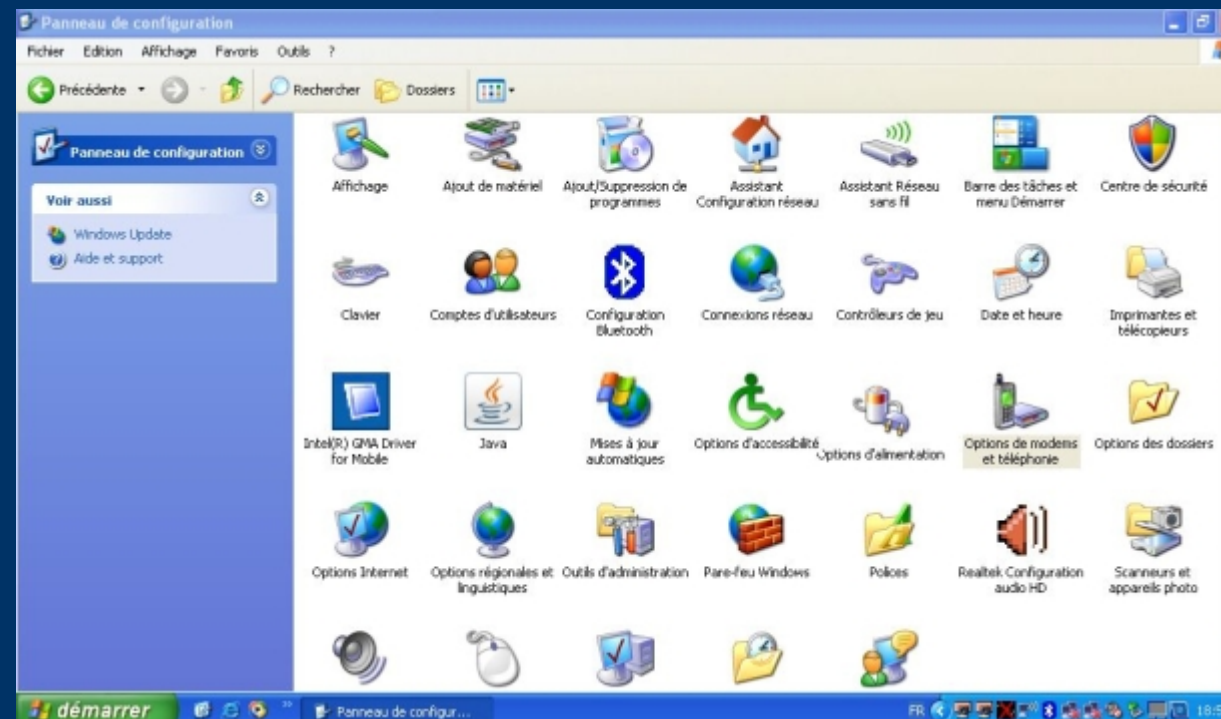 Panneau de configuration
Fichier Edition Affichage Favoris Outils ?
Précédente Rechercher Dossiers
Panneau de configuration
Voir aussi
Windows Update
Aide et support
Affichage
Ajout de matériel
Ajout/Suppression de
programmes
Assistant
Configuration réseau
Assistant Réseau
sans fil
Barre des tâches et
menu Démarrer
Centre de sécurité
Clavier
Comptes d'utilisateurs
Configuration
Bluetooth
Connexions réseau
Contrôleurs de jeu
Date et heure
Imprimantes et
télécopieurs
Intel(R) GMA Driver
for Mobile
Java
Mises à jour
automatiques
Options d'accessibilité
Options d'alimentation
Options de modems
et téléphonie
Options des dossiers
Options Internet
Options régionales et
linguistiques
Outils d'administration
Pare-feu Windows
Polices
Realtek Configuration
audio HD
Scanneurs et
appareils photo
démarrer
Panneau de configur...
FR